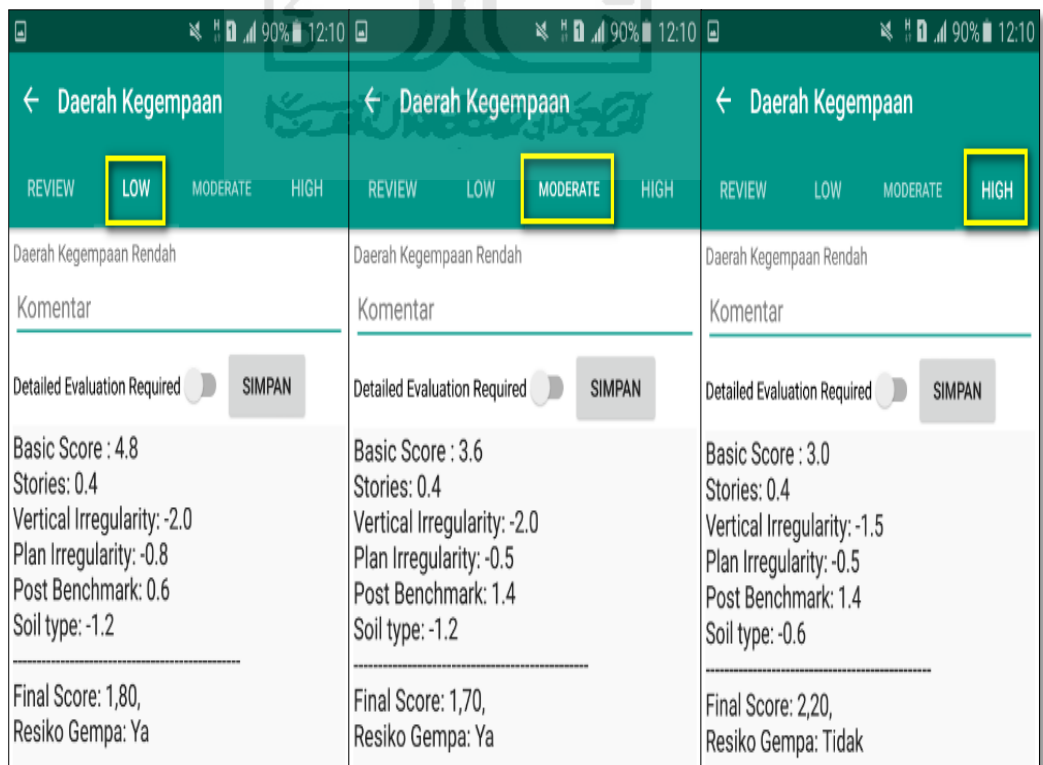 90% 12:10
Daerah Kegempaan
REVIEW LOW MODERATE HIGH
Daerah Kegempaan Rendah
Komentar
Detailed Evaluation Required SIMPAN
Basic Score : 4.8
Stories: 0.4
Vertical Irregularity: -2.0
Plan Irregularity: -0.8
Post Benchmark: 0.6
Soil type: -1.2
--------------------------------------------------
Final Score: 1,80,
Resiko Gempa: Ya
90% 12:10
Daerah Kegempaan
REVIEW LOW MODERATE HIGH
Daerah Kegempaan Rendah
Komentar
Detailed Evaluation Required SIMPAN
Basic Score : 3.6
Stories: 0.4
Vertical Irregularity: -2.0
Plan Irregularity: -0.5
Post Benchmark: 1.4
Soil type: -1.2
--------------------------------------------------
Final Score: 1,70,
Resiko Gempa: Ya
90% 12:10
Daerah Kegempaan
REVIEW LOW MODERATE HIGH
Daerah Kegempaan Rendah
Komentar
Detailed Evaluation Required SIMPAN
Basic Score : 3.0
Stories: 0.4
Vertical Irregularity: -1.5
Plan Irregularity: -0.5
Post Benchmark: 1.4
Soil type: -0.6
--------------------------------------------------
Final Score: 2,20,
Resiko Gempa: Tidak